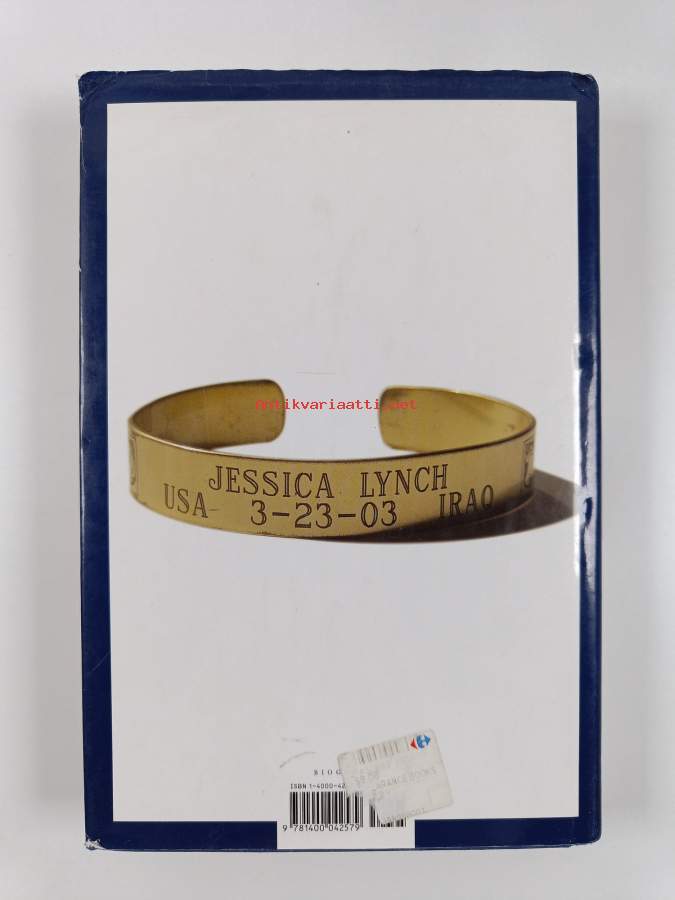 Antikvariaatti.net
JESSICA LYNCH
USA 3-23-03 IRAQ
BIOG
ISBN 1-4000-42
9 781400 042579